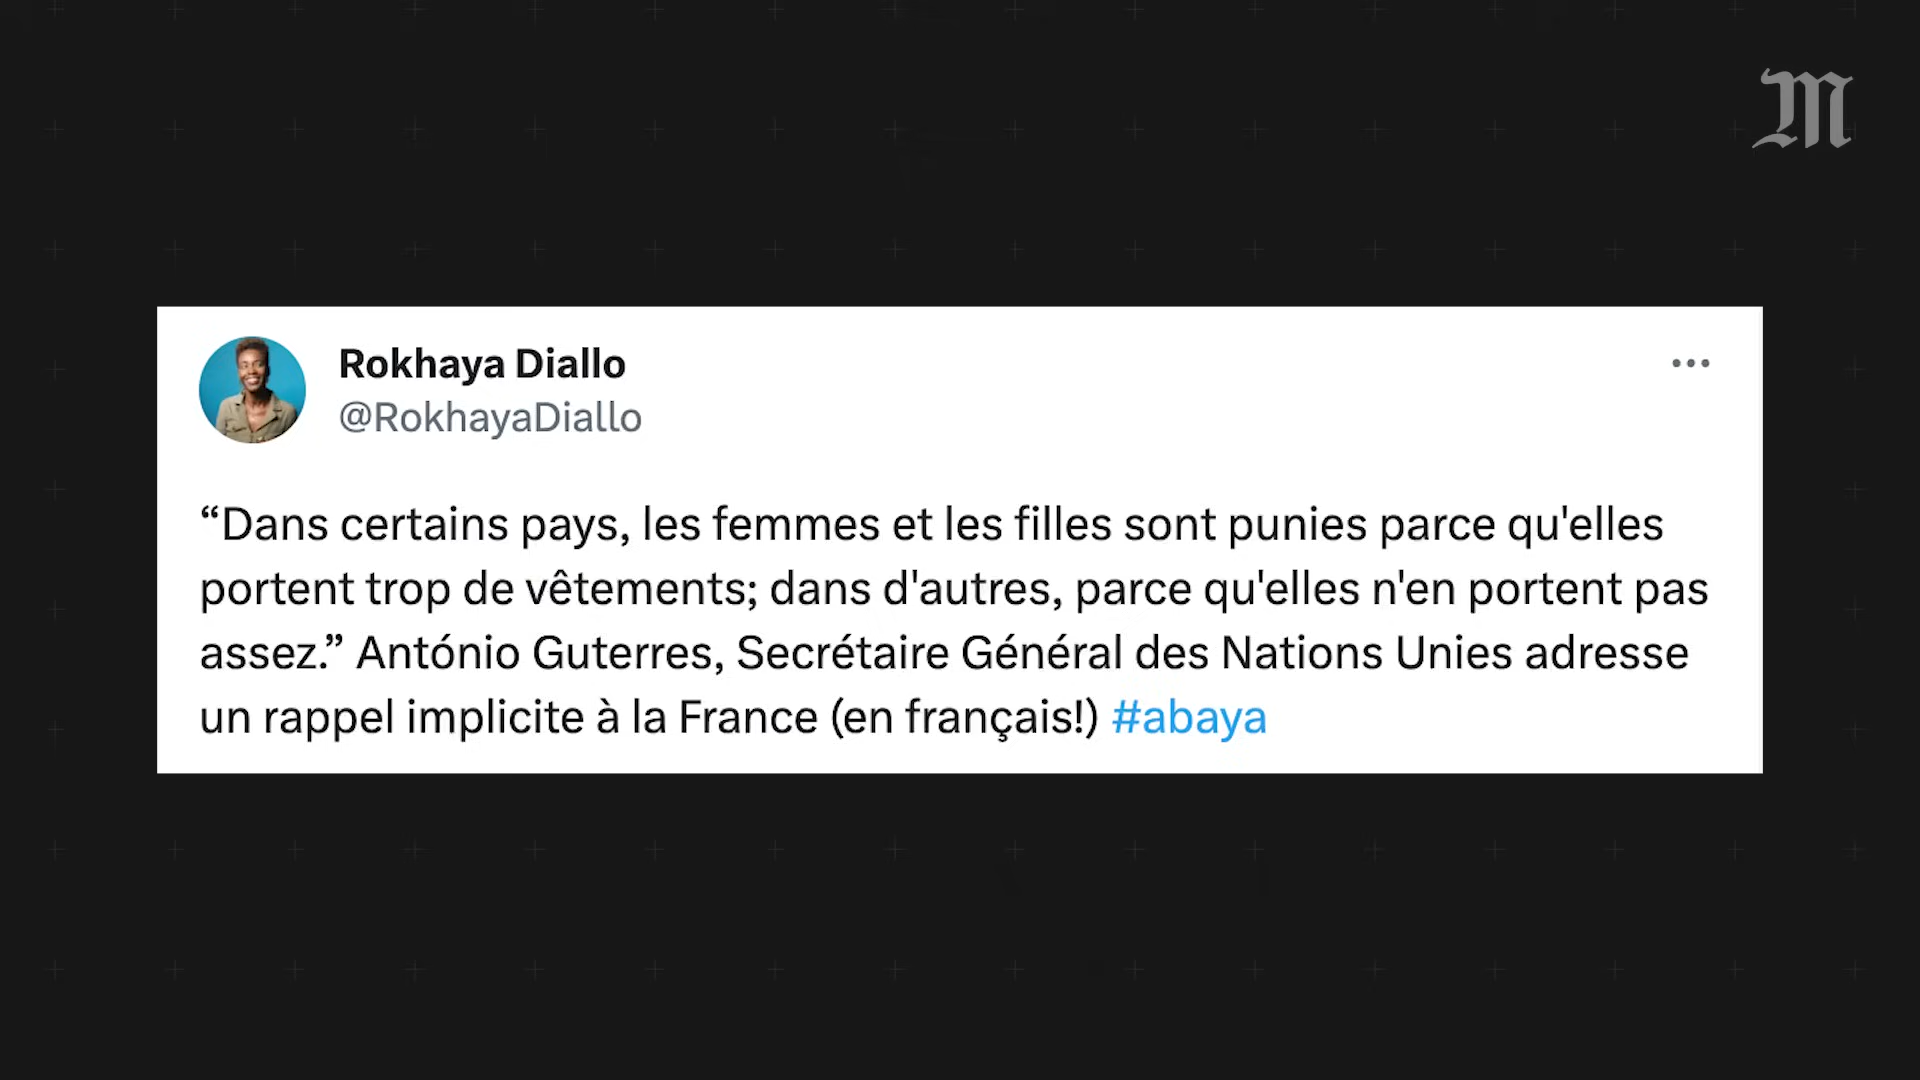 M
Rokhaya Diallo
@RokhayaDiallo
“Dans certains pays, les femmes et les filles sont punies parce qu'elles
portent trop de vêtements; dans d'autres, parce qu'elles n'en portent pas
assez.” António Guterres, Secrétaire Général des Nations Unies adresse
un rappel implicite à la France (en français!) #abaya